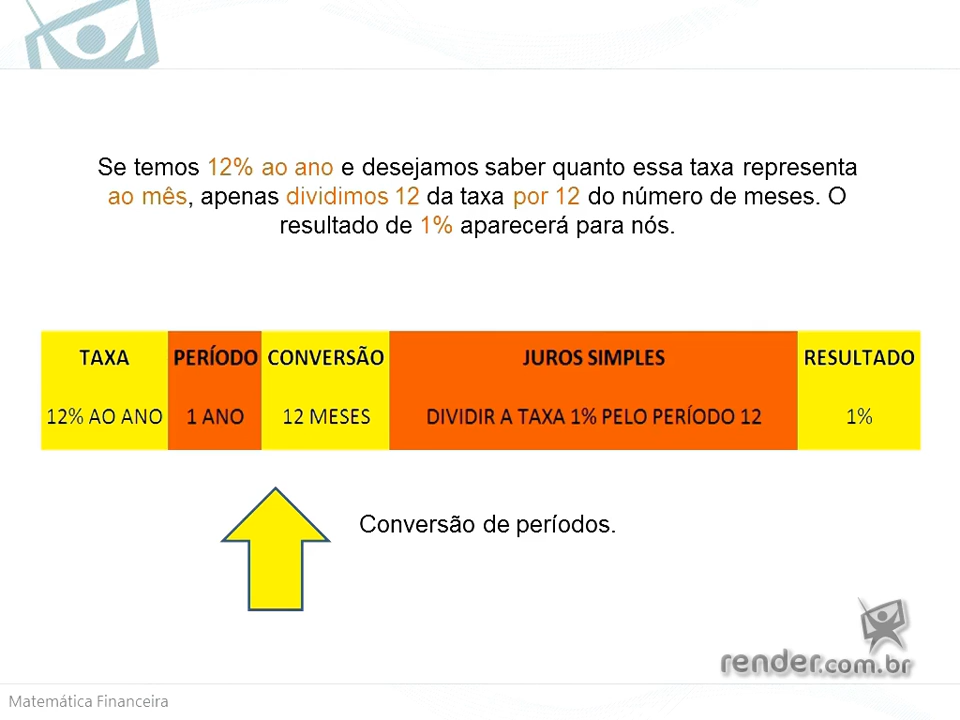 Se temos 12% ao ano e desejamos saber quanto essa taxa representa
ao mês, apenas dividimos 12 da taxa por 12 do número de meses. O
resultado de 1% aparecerá para nós.
TAXA PERÍODO CONVERSÃO JUROS SIMPLES RESULTADO
12% AO ANO 1 ANO 12 MESES DIVIDIR A TAXA 1% PELO PERÍODO 12 1%
Conversão de períodos.
render.com.br
Matemática Financeira